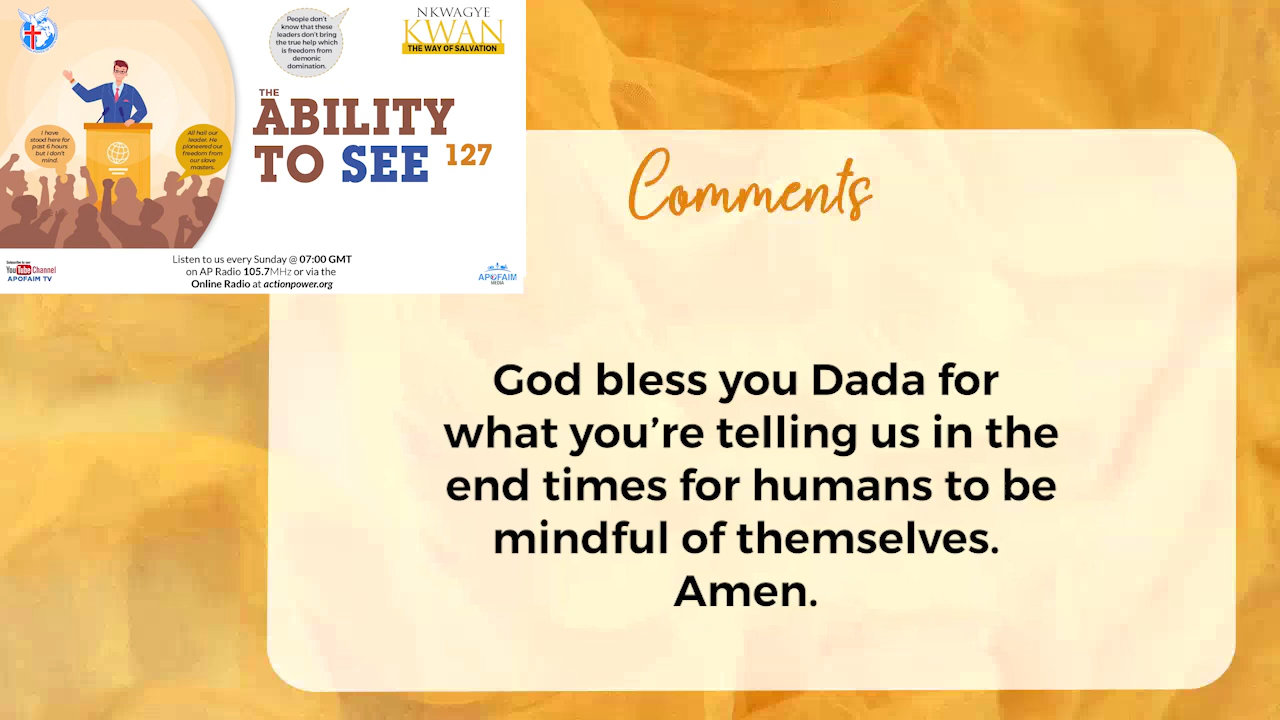 People don't
know that these
leaders don't bring
the true help which
is freedom from
demonic
domination.
NKWAGYE
KWAN
THE WAY OF SALVATION
THE
ABILITY
TO SEE 127
I have
stood here for
past 6 hours
but I don't
mind.
All hail our
leader. He
pioneered our
freedom from
our slave
masters.
Subscribe to our
YouTube Channel
APOFAIM TV
Listen to us every Sunday @ 07:00 GMT
on AP Radio 105.7MHz or via the
Online Radio at actionpower.org
APOFAIM
MEDIA
Comments
God bless you Dada for
what you're telling us in the
end times for humans to be
mindful of themselves.
Amen.